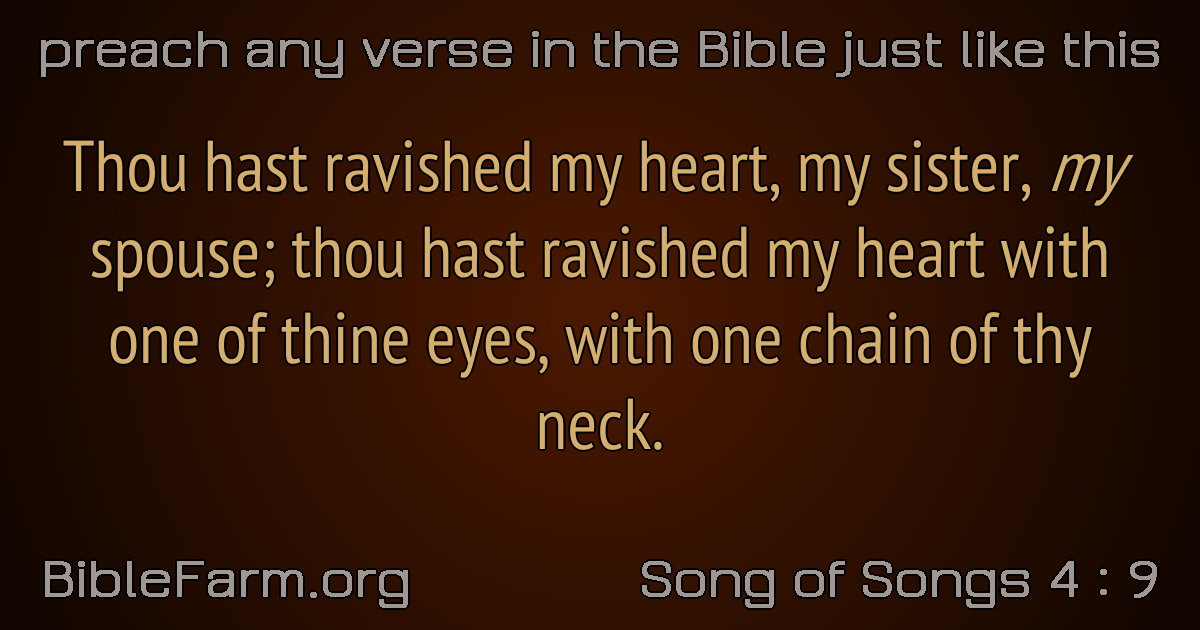 preach any verse in the Bible just like this
Thou hast ravished my heart, my sister, my
spouse; thou hast ravished my heart with
one of thine eyes, with one chain of thy
neck.
BibleFarm.org
Song of Songs 4 : 9